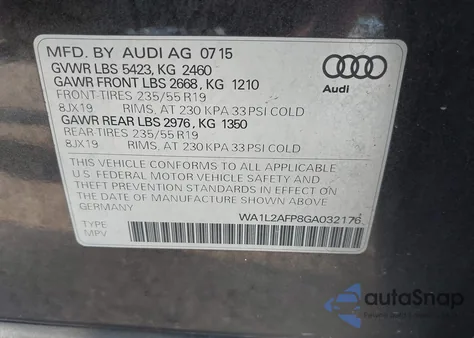 MFD. BY AUDI AG 07 15
GVWR LBS 5423, KG 2460
GAWR FRONT LBS 2668, KG 1210
FRONT-TIRES 235/55 R19
8JX19 RIMS, AT 230 KPA 33 PSI COLD
GAWR REAR LBS 2976, KG 1350
REAR-TIRES 235/55 R19
8JX19 RIMS, AT 230 KPA 33 PSI COLD
THIS VEHICLE CONFORMS TO ALL APPLICABLE
U.S. FEDERAL MOTOR VEHICLE SAFETY AND
THEFT PREVENTION STANDARDS IN EFFECT ON
THE DATE OF MANUFACTURE SHOWN ABOVE
GERMANY
TYPE: MPV
WA1L2AFP8GA032176
Audi
autoSnap